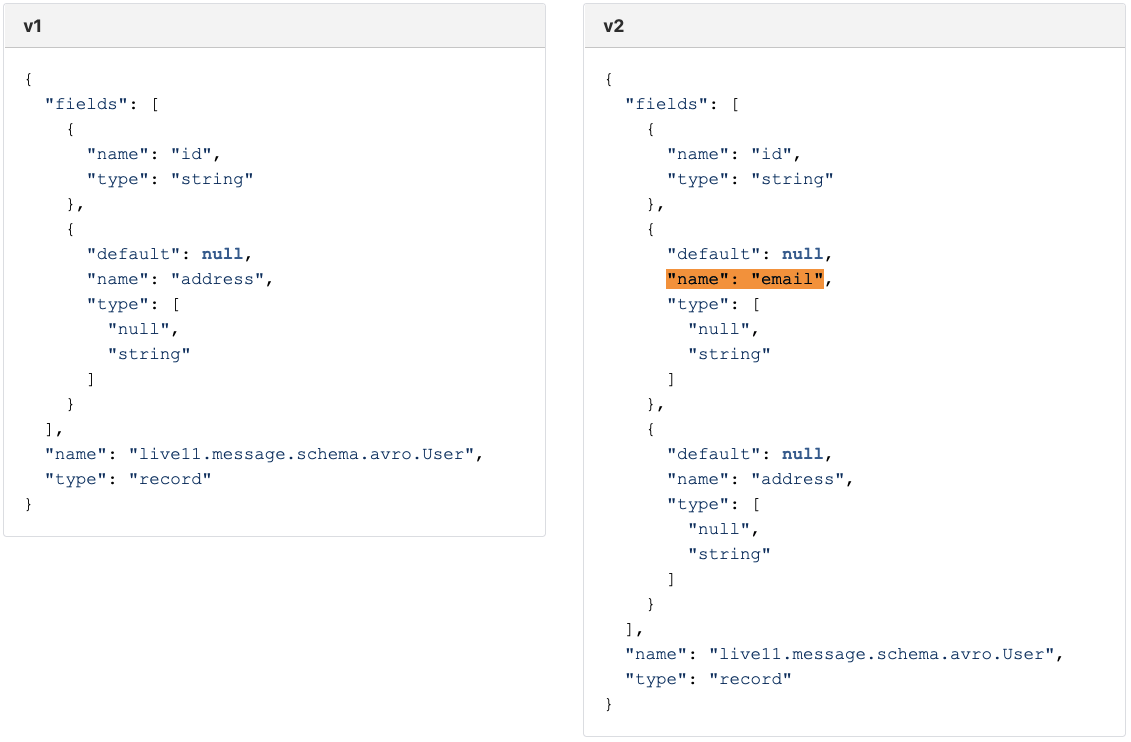 v1
{
  "fields": [
    {
      "name": "id",
      "type": "string"
    },
    {
      "default": null,
      "name": "address",
      "type": [
        "null",
        "string"
      ]
    }
  ],
  "name": "live11.message.schema.avro.User",
  "type": "record"
}
v2
{
  "fields": [
    {
      "name": "id",
      "type": "string"
    },
    {
      "default": null,
      "name": "email",
      "type": [
        "null",
        "string"
      ]
    },
    {
      "default": null,
      "name": "address",
      "type": [
        "null",
        "string"
      ]
    }
  ],
  "name": "live11.message.schema.avro.User",
  "type": "record"
}